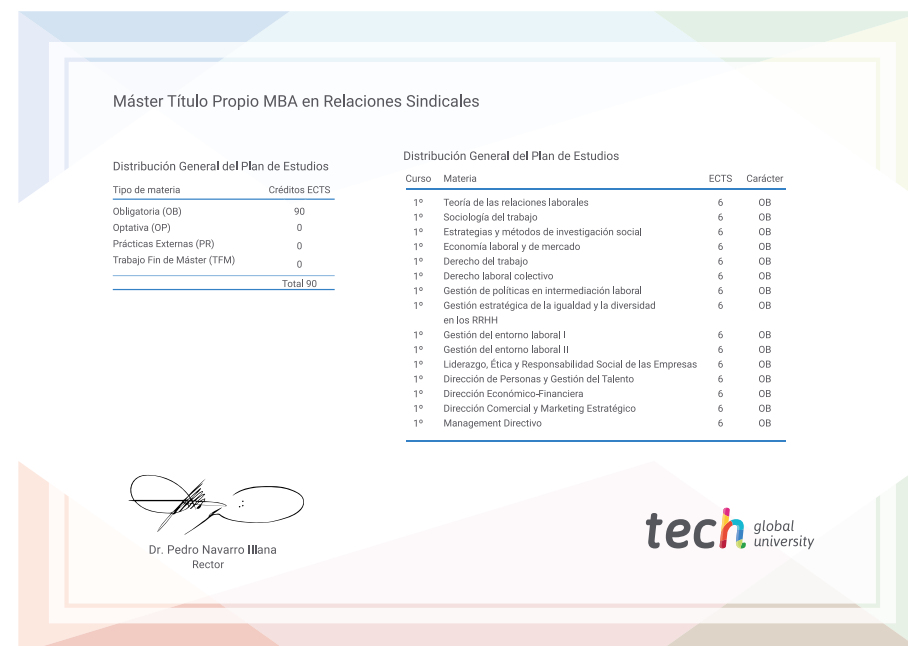 Máster Título Propio MBA en Relaciones Sindicales
Distribución General del Plan de Estudios
Tipo de materia Créditos ECTS
Obligatoria (OB) 90
Optativa (OP) 0
Prácticas Externas (PR) 0
Trabajo Fin de Máster (TFM) 0
Total 90
Distribución General del Plan de Estudios
Curso Materia ECTS Carácter
1º Teoría de las relaciones laborales 6 OB
1º Sociología del trabajo 6 OB
1º Estrategias y métodos de investigación social 6 OB
1º Economía laboral y de mercado 6 OB
1º Derecho del trabajo 6 OB
1º Derecho laboral colectivo 6 OB
1º Gestión de políticas en intermediación laboral 6 OB
1º Gestión estratégica de la igualdad y la diversidad 6 OB
en los RRHH
1º Gestión del entorno laboral I 6 OB
1º Gestión del entorno laboral II 6 OB
1º Liderazgo, Ética y Responsabilidad Social de las Empresas 6 OB
1º Dirección de Personas y Gestión del Talento 6 OB
1º Dirección Económico-Financiera 6 OB
1º Dirección Comercial y Marketing Estratégico 6 OB
1º Management Directivo 6 OB
Dr. Pedro Navarro Illana
Rector
tech global
university